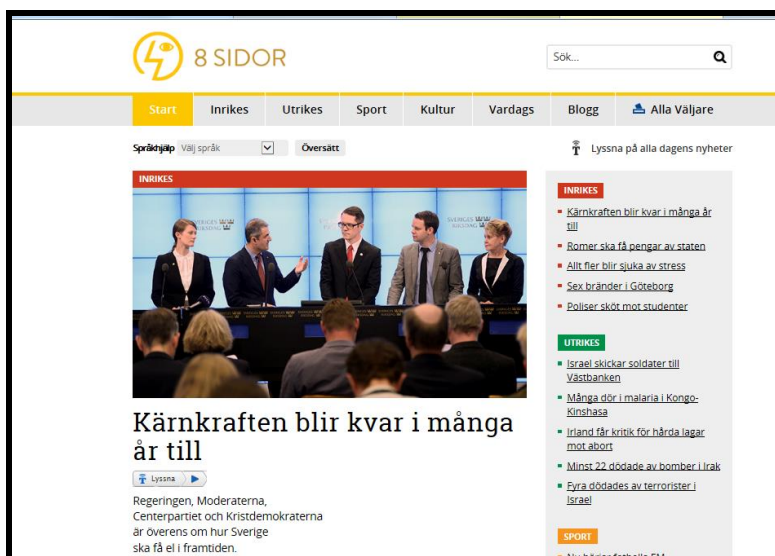 8 SIDOR
Sök...
Start Inrikes Utrikes Sport Kultur Vardags Blogg Alla Väljare
Språkhjälp Välj språk Översätt
Lyssna på alla dagens nyheter
INRIKES
SVERIGES RIKSDAG
SVERIGES RIKSDAG
Kärnkraften blir kvar i många
år till
Lyssna
Regeringen, Moderaterna,
Centerpartiet och Kristdemokraterna
är överens om hur Sverige
ska få el i framtiden.
INRIKES
Kärnkraften blir kvar i många år
till
Romer ska få pengar av staten
Allt fler blir sjuka av stress
Sex bränder i Göteborg
Poliser sköt mot studenter
UTRIKES
Israel skickar soldater till
Västbanken
Många dör i malaria i Kongo-
Kinshasa
Irland får kritik för hårda lagar
mot abort
Minst 22 dödade av bomber i Irak
Fyra dödades av terrorister i
Israel
SPORT